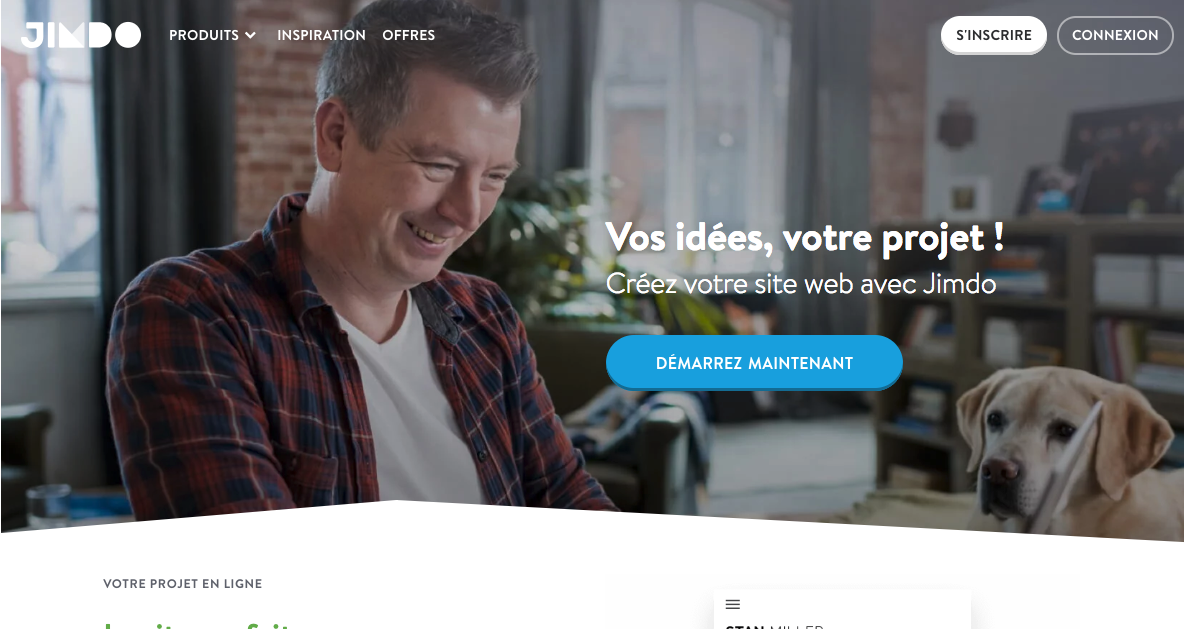 JIMDO
PRODUITS
INSPIRATION
OFFRES
S'INSCRIRE
CONNEXION
Vos idées, votre projet !
Créez votre site web avec Jimdo
DÉMARREZ MAINTENANT
VOTRE PROJET EN LIGNE
STAN MILLER